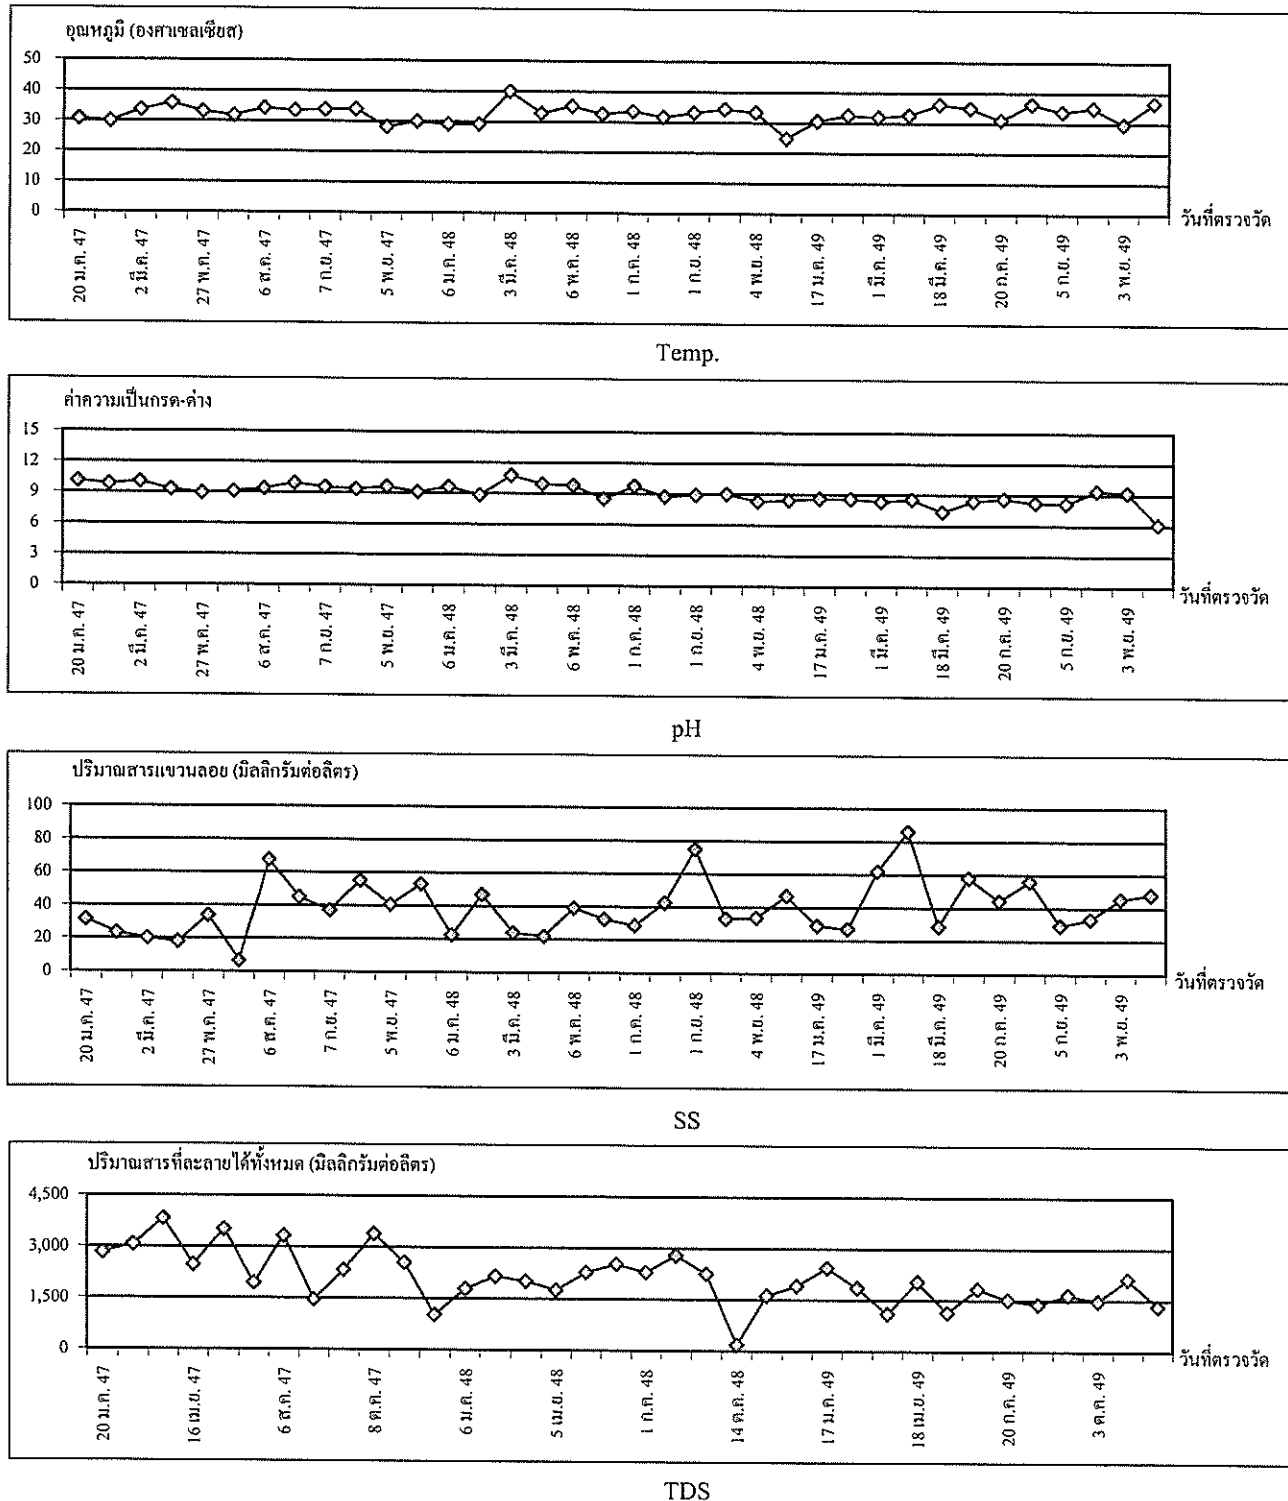 อุณหภูมิ (องศาเซลเซียส)
50
40
30
20
10
0
วันที่ตรวจวัด
20 ม.ค. 47
2 มี.ค. 47
27 พ.ค. 47
6 ส.ค. 47
7 ก.ย. 47
5 พ.ย. 47
6 ม.ค. 48
3 มี.ค. 48
6 พ.ค. 48
1 ก.ค. 48
1 ก.ย. 48
4 พ.ย. 48
17 ม.ค. 49
1 มี.ค. 49
18 มี.ค. 49
20 ก.ค. 49
5 ก.ย. 49
3 พ.ย. 49
Temp.
ค่าความเป็นกรด-ด่าง
15
12
9
6
3
0
วันที่ตรวจวัด
20 ม.ค. 47
2 มี.ค. 47
27 พ.ค. 47
6 ส.ค. 47
7 ก.ย. 47
5 พ.ย. 47
6 ม.ค. 48
3 มี.ค. 48
6 พ.ค. 48
1 ก.ค. 48
1 ก.ย. 48
4 พ.ย. 48
17 ม.ค. 49
1 มี.ค. 49
18 มี.ค. 49
20 ก.ค. 49
5 ก.ย. 49
3 พ.ย. 49
pH
ปริมาณสารแขวนลอย (มิลลิกรัมต่อลิตร)
100
80
60
40
20
0
วันที่ตรวจวัด
20 ม.ค. 47
2 มี.ค. 47
27 พ.ค. 47
6 ส.ค. 47
7 ก.ย. 47
5 พ.ย. 47
6 ม.ค. 48
3 มี.ค. 48
6 พ.ค. 48
1 ก.ค. 48
1 ก.ย. 48
4 พ.ย. 48
17 ม.ค. 49
1 มี.ค. 49
18 มี.ค. 49
20 ก.ค. 49
5 ก.ย. 49
3 พ.ย. 49
SS
ปริมาณสารที่ละลายได้ทั้งหมด (มิลลิกรัมต่อลิตร)
4,500
3,000
1,500
0
วันที่ตรวจวัด
20 ม.ค. 47
16 เม.ย. 47
6 ส.ค. 47
8 ต.ค. 47
6 ม.ค. 48
5 เม.ย. 48
1 ก.ค. 48
14 ต.ค. 48
17 ม.ค. 49
18 เม.ย. 49
20 ก.ค. 49
3 ต.ค. 49
TDS